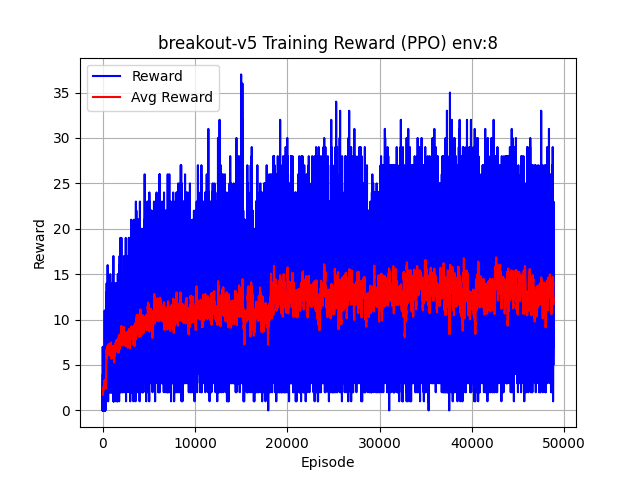 breakout-v5 Training Reward (PPO) env:8
Reward
Avg Reward
Reward
35
30
25
20
15
10
5
0
0 10000 20000 30000 40000 50000
Episode